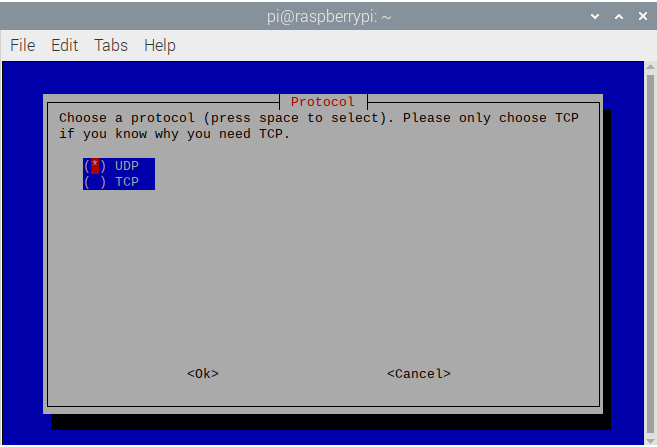 pi@raspberrypi: ~
File Edit Tabs Help
Protocol
Choose a protocol (press space to select). Please only choose TCP
if you know why you need TCP.
(*) UDP
( ) TCP
<Ok> <Cancel>